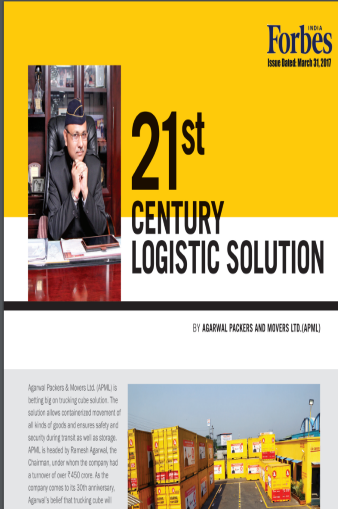 INDIA
Forbes
Issue Dated: March 31, 2017
21st
CENTURY
LOGISTIC SOLUTION
BY AGARWAL PACKERS AND MOVERS LTD.(APML)
Agarwal Packers & Movers Ltd. (APML) is
betting big on trucking cube solution. The
solution allows containerized movement of
all kinds of goods and ensures safety and
security during transit as well as storage.
APML is headed by Ramesh Agarwal, the
Chairman, under whom the company had
a turnover of over ₹450 crore. As the
company comes to its 30th anniversary,
Agarwal's belief that trucking cube will